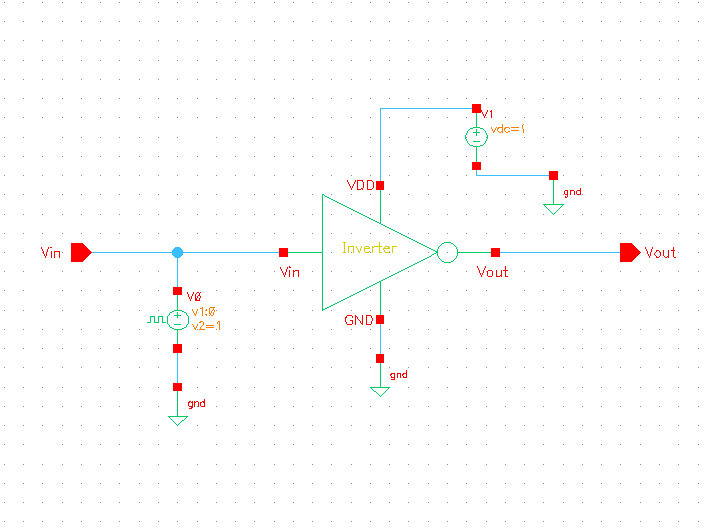 V1
vdc=1
VDD
gnd
Vin
Inverter
Vout
Vin
Vout
V0
v1:0
v2=1
GND
gnd
gnd